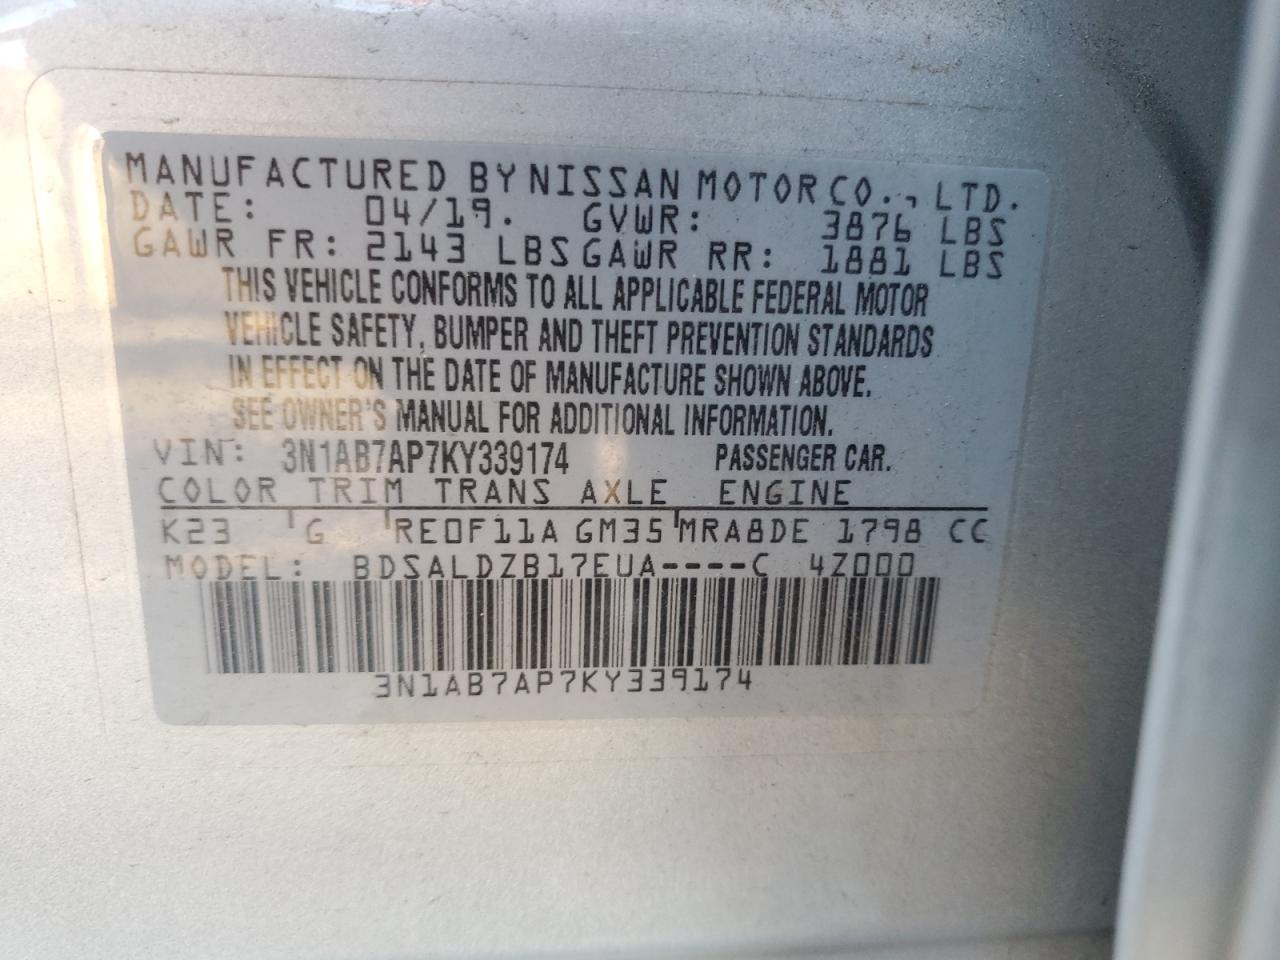 MANUFACTURED BY NISSAN MOTOR CO., LTD.
DATE: 04/19. GVWR: 3876 LBS
GAWR FR: 2143 LBS GAWR RR: 1881 LBS
THIS VEHICLE CONFORMS TO ALL APPLICABLE FEDERAL MOTOR
VEHICLE SAFETY, BUMPER AND THEFT PREVENTION STANDARDS
IN EFFECT ON THE DATE OF MANUFACTURE SHOWN ABOVE.
SEE OWNER'S MANUAL FOR ADDITIONAL INFORMATION.
VIN: 3N1AB7AP7KY339174 PASSENGER CAR.
COLOR TRIM TRANS AXLE ENGINE
K23 G RE0F11A GM35 MRA8DE 1798 CC
MODEL: BDSALDZB17EUA----C 4Z000
3N1AB7AP7KY339174